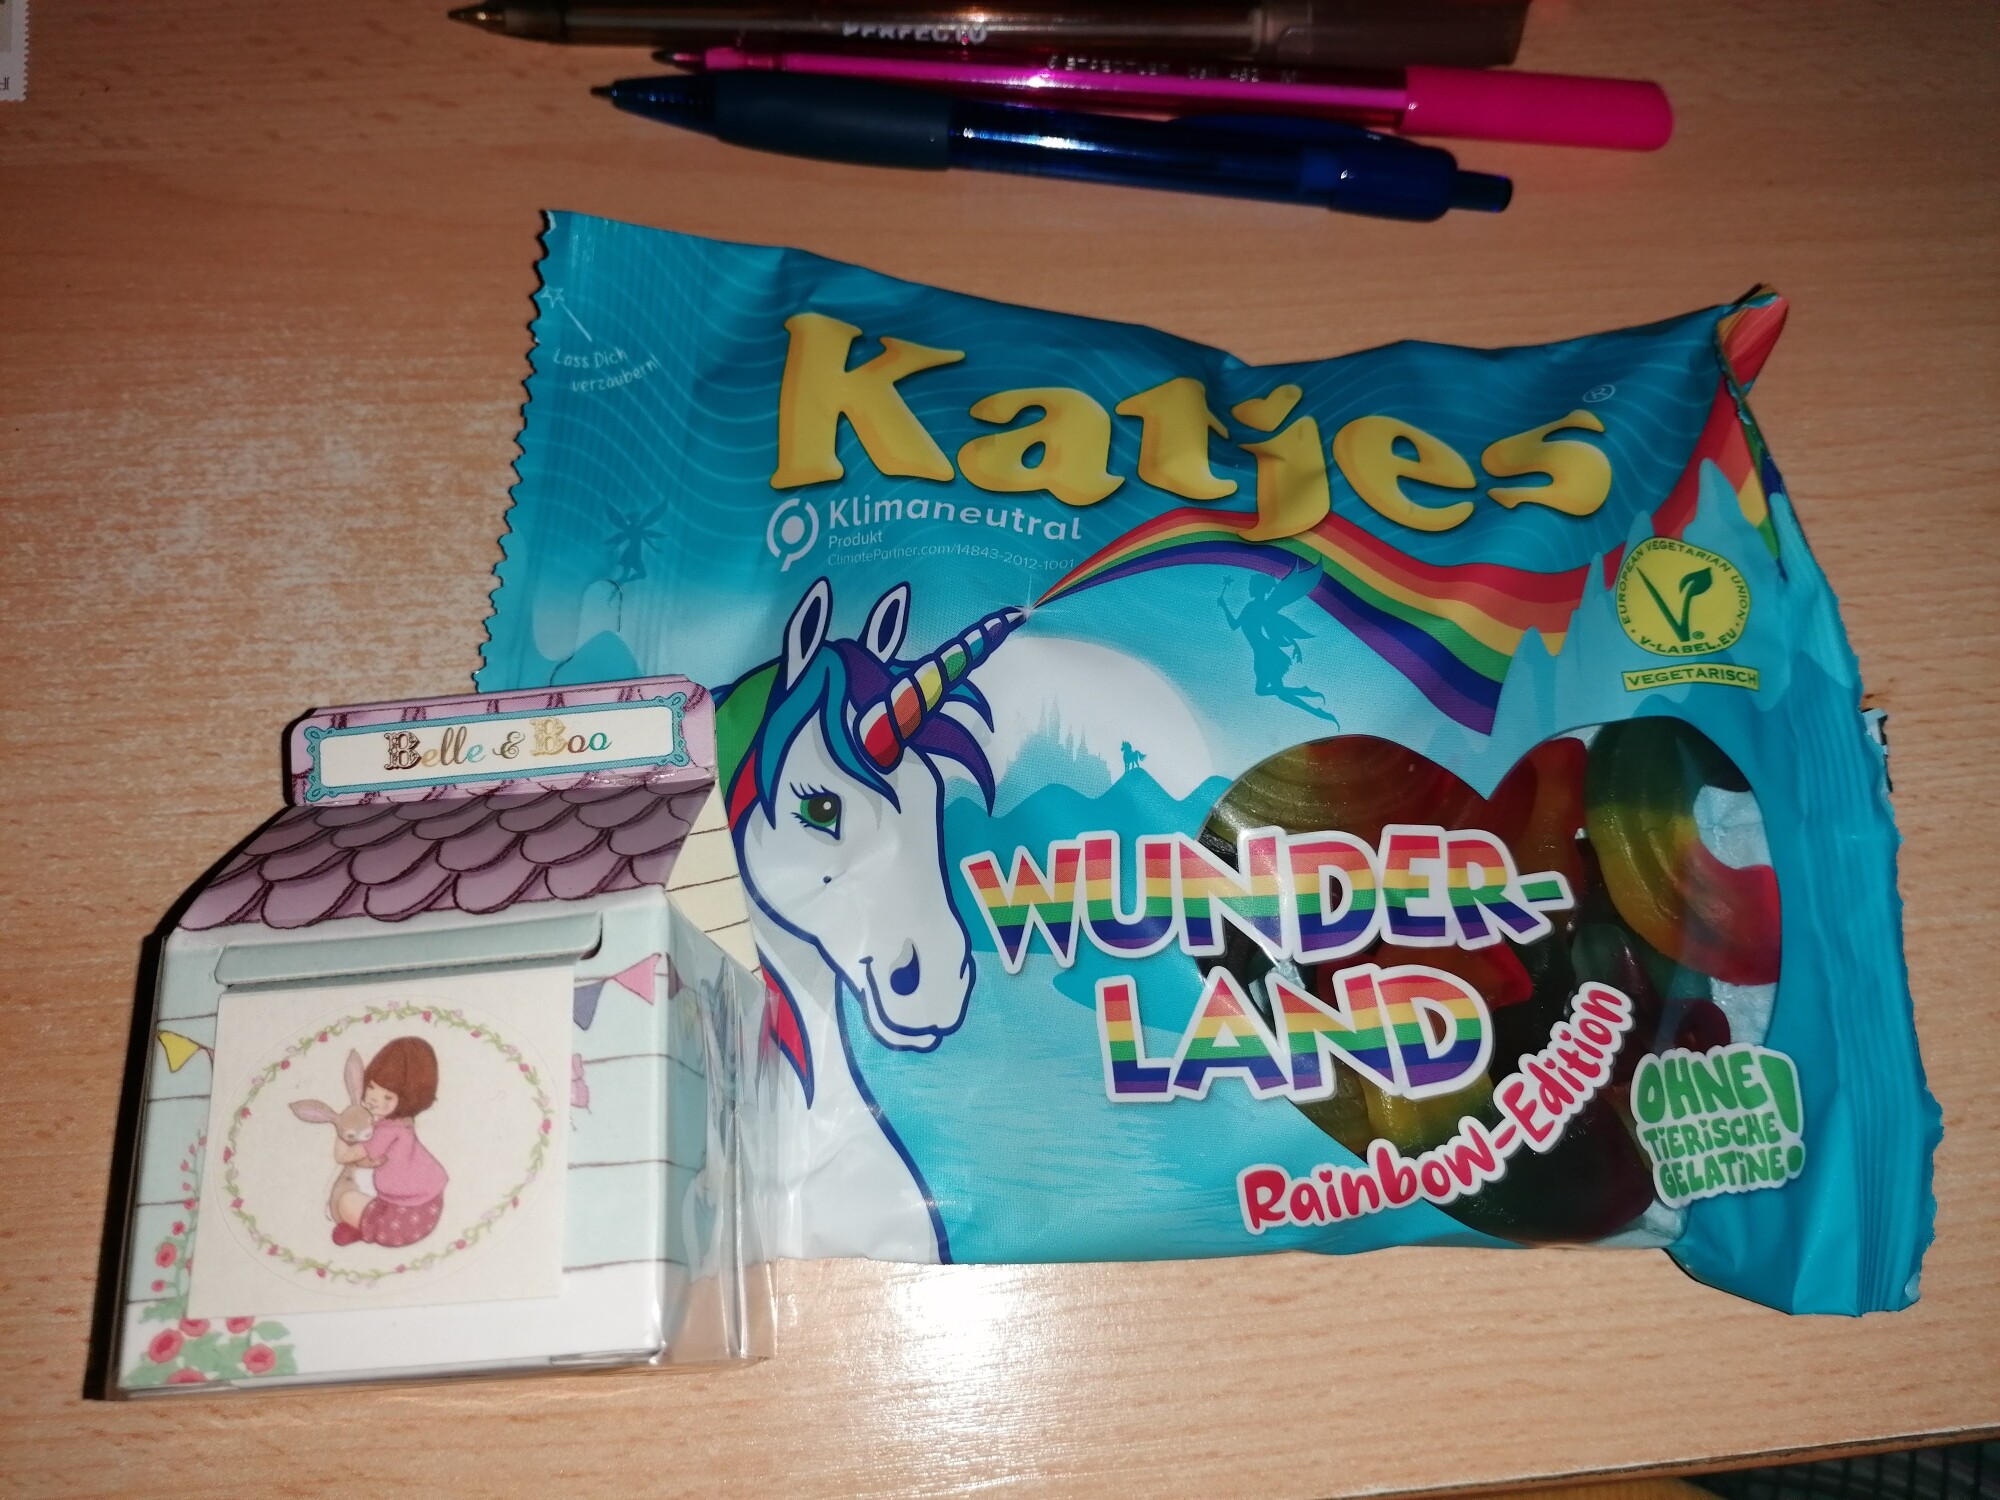 PERFECTO
STAEDTLER
Lass Dich
verzaubern!
Katjes®
Klimaneutral
Produkt
ClimatePartner.com/14843-2012-1001
EUROPEAN VEGETARIAN UNION
V-LABEL.EU
VEGETARISCH
Belle & Boo
WUNDER-
LAND
Rainbow-Edition
OHNE
TIERISCHE
GELATINE!